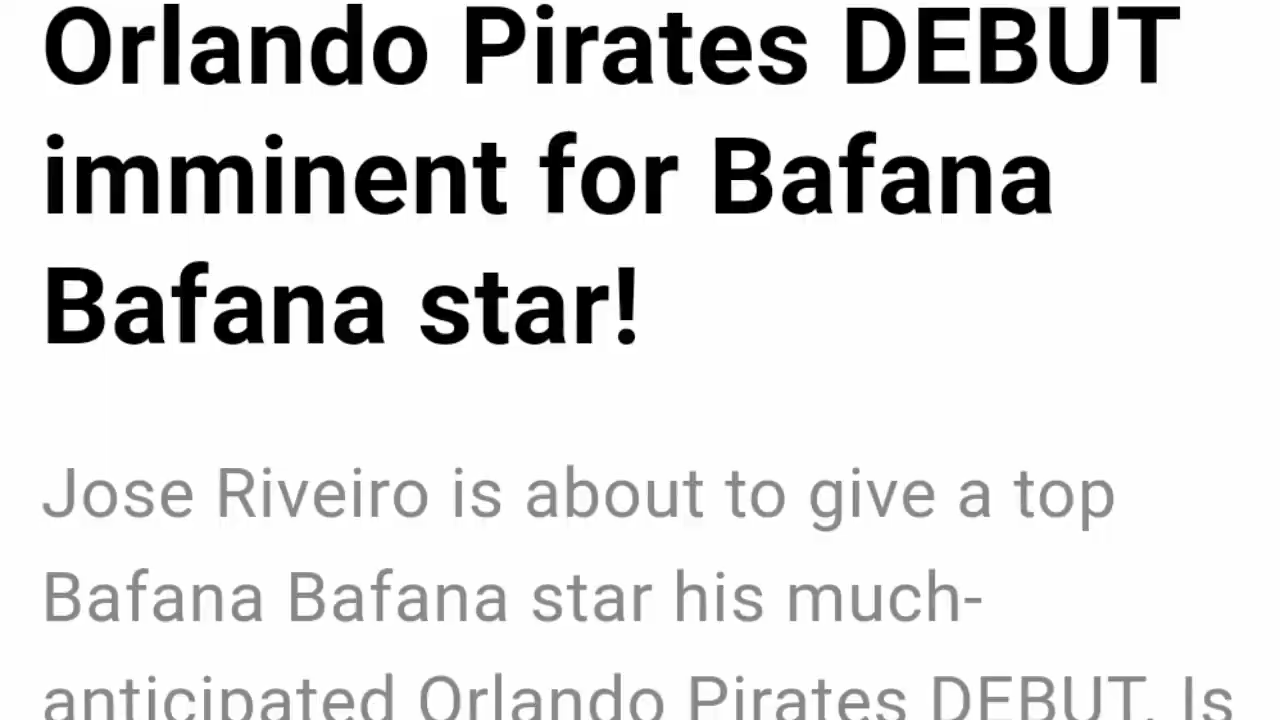 Orlando Pirates DEBUT
imminent for Bafana
Bafana star!
Jose Riveiro is about to give a top
Bafana Bafana star his much-
anticipated Orlando Pirates DEBUT. Is